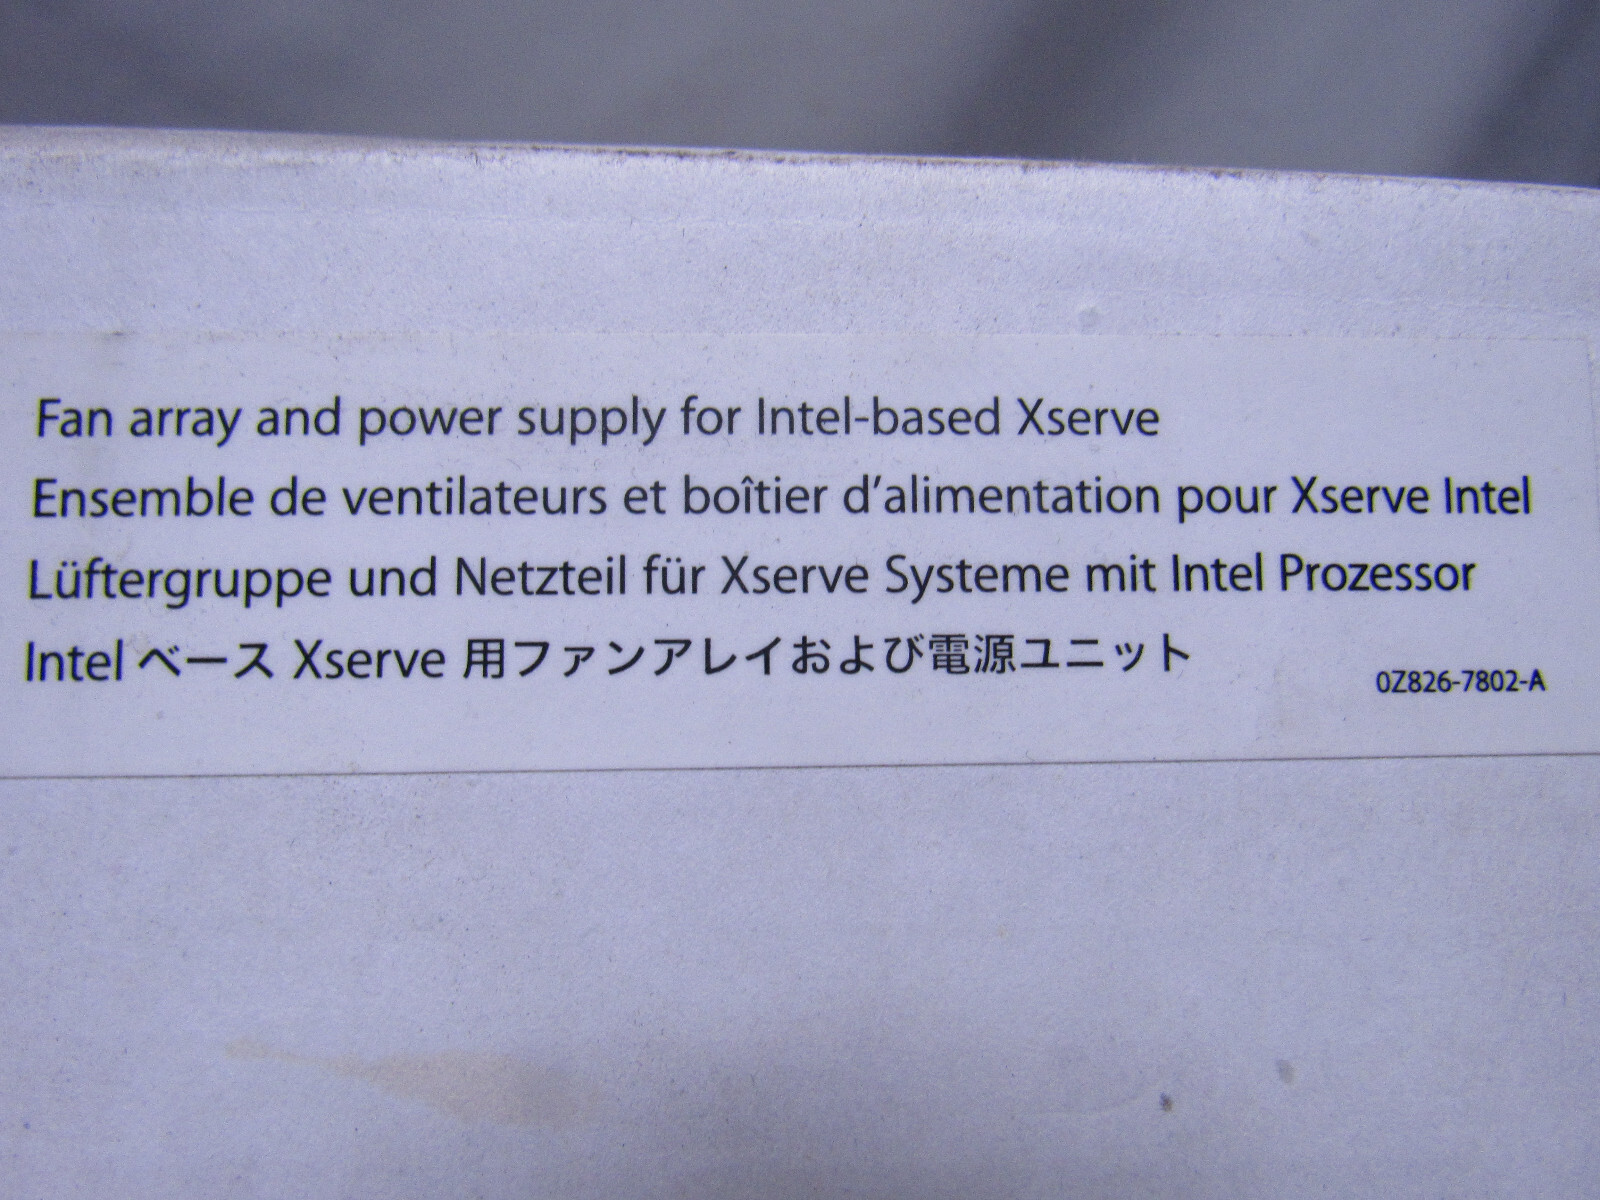 Fan array and power supply for Intel-based Xserve
Ensemble de ventilateurs et boîtier d’alimentation pour Xserve Intel
Lüftergruppe und Netzteil für Xserve Systeme mit Intel Prozessor
Intel ベース Xserve 用ファンアレイおよび電源ユニット
0Z826-7802-A